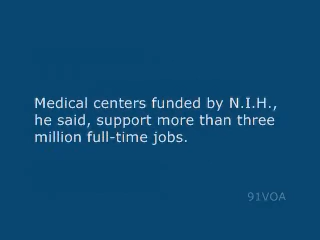 Medical centers funded by N.I.H.,
he said, support more than three
million full-time jobs.
91VOA